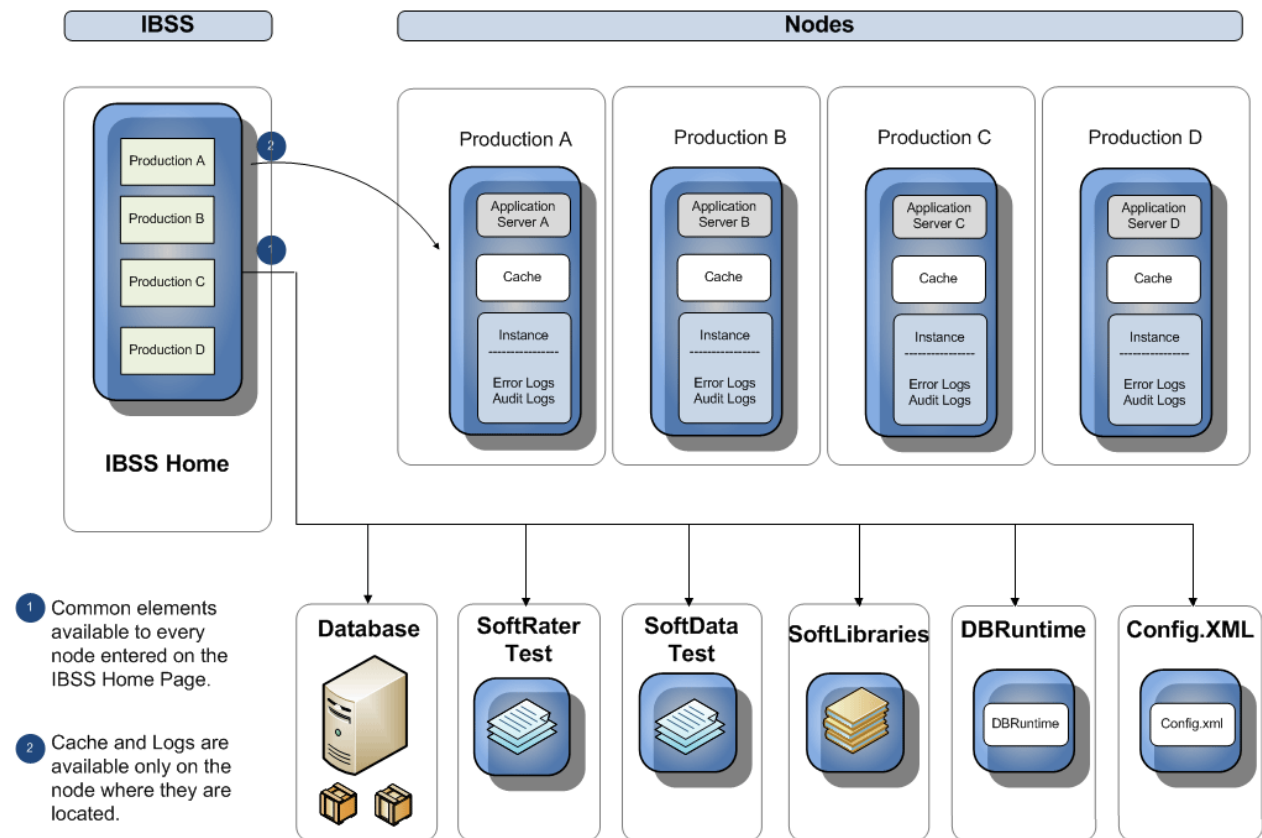 IBSS
Nodes
Production A
Production B
Production C
Production D
IBSS Home
2
1
Production A
Application
Server A
Cache
Instance
-----------------
Error Logs
Audit Logs
Production B
Application
Server B
Cache
Instance
-----------------
Error Logs
Audit Logs
Production C
Application
Server C
Cache
Instance
-----------------
Error Logs
Audit Logs
Production D
Application
Server D
Cache
Instance
-----------------
Error Logs
Audit Logs
1 Common elements
available to every
node entered on the
IBSS Home Page.
2 Cache and Logs are
available only on the
node where they are
located.
Database
SoftRater
Test
SoftData
Test
SoftLibraries
DBRuntime
DBRuntime
Config.XML
Config.xml